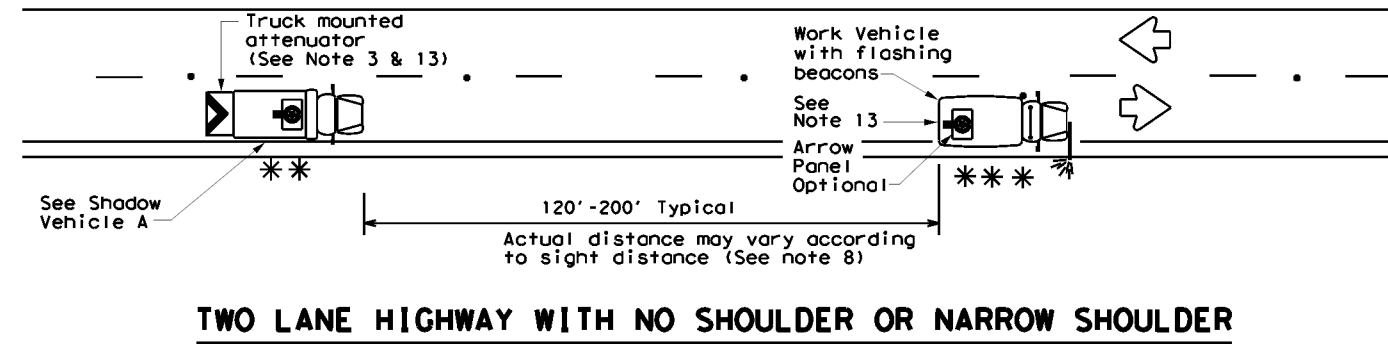 Truck mounted
attenuator
(See Note 3 & 13)
Work Vehicle
with flashing
beacons
See
Note 13
Arrow
Panel
Optional
See Shadow
Vehicle A
** 
***
120'-200' Typical
Actual distance may vary according
to sight distance (See note 8)
TWO LANE HIGHWAY WITH NO SHOULDER OR NARROW SHOULDER